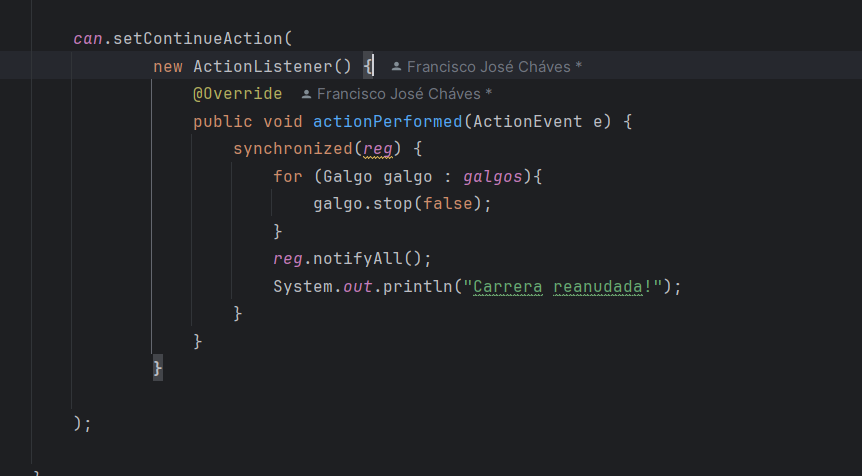 can.setContinueAction(
new ActionListener() { Francisco José Cháves *
@Override Francisco José Cháves *
public void actionPerformed(ActionEvent e) {
synchronized(reg) {
for (Galgo galgo : galgos){
galgo.stop(false);
}
reg.notifyAll();
System.out.println("Carrera reanudada!");
}
}
}
);